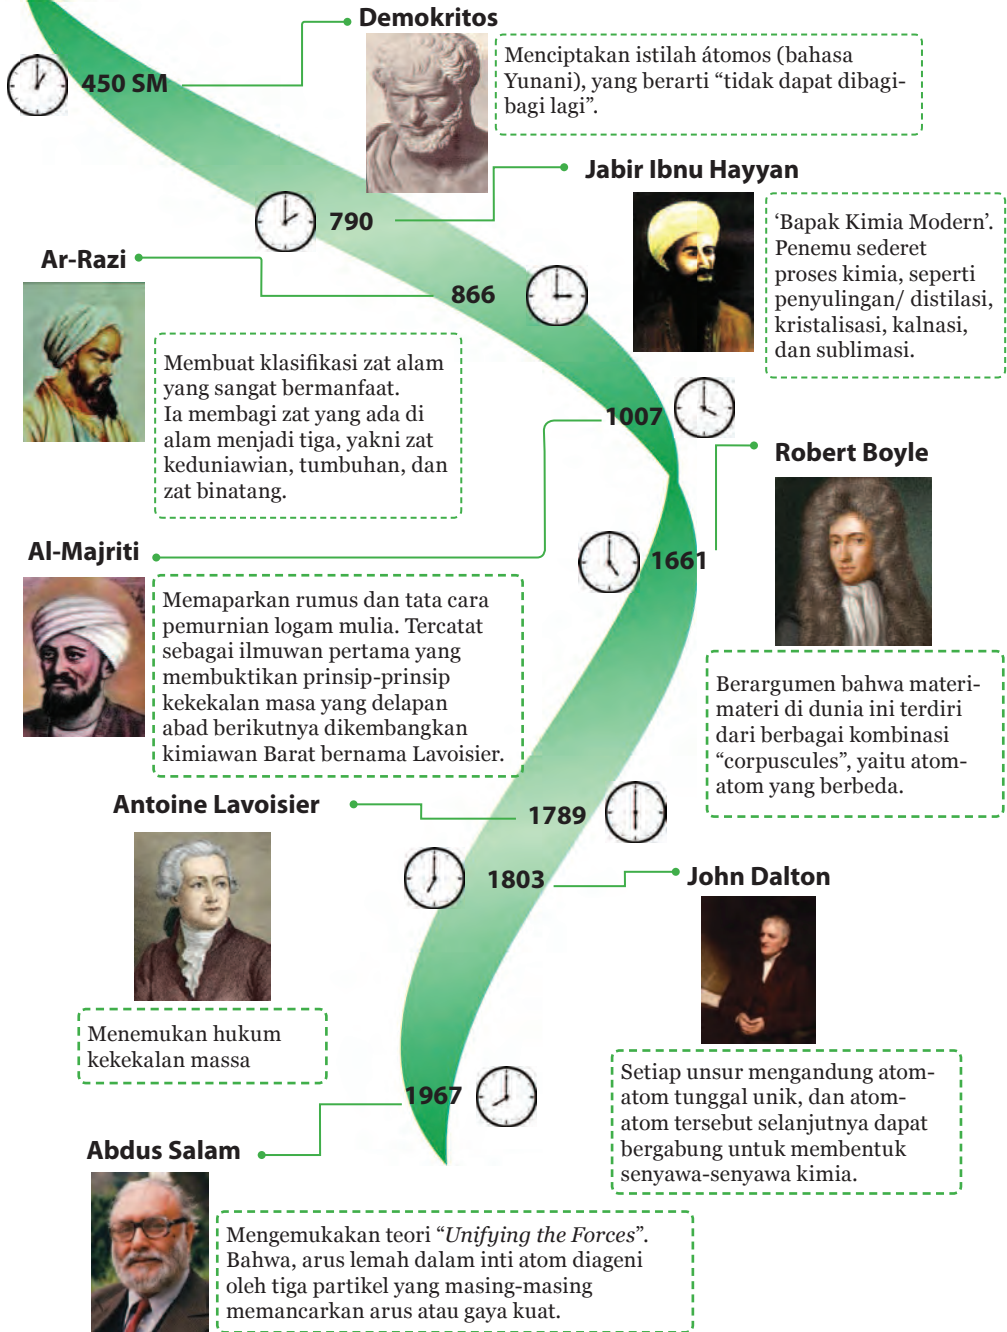 Demokritos
450 SM
Menciptakan istilah átomos (bahasa
Yunani), yang berarti “tidak dapat dibagi-
bagi lagi”.
Jabir Ibnu Hayyan
790
‘Bapak Kimia Modern’.
Penemu sederet
proses kimia, seperti
penyulingan/ distilasi,
kristalisasi, kalnasi,
dan sublimasi.
Ar-Razi
866
Membuat klasifikasi zat alam
yang sangat bermanfaat.
Ia membagi zat yang ada di
alam menjadi tiga, yakni zat
keduniawian, tumbuhan, dan
zat binatang.
1007
Al-Majriti
Memaparkan rumus dan tata cara
pemurnian logam mulia. Tercatat
sebagai ilmuwan pertama yang
membuktikan prinsip-prinsip
kekekalan masa yang delapan
abad berikutnya dikembangkan
kimiawan Barat bernama Lavoisier.
Robert Boyle
1661
Berargumen bahwa materi-
materi di dunia ini terdiri
dari berbagai kombinasi
“corpuscules”, yaitu atom-
atom yang berbeda.
Antoine Lavoisier
1789
Menemukan hukum
kekekalan massa
1803
John Dalton
Setiap unsur mengandung atom-
atom tunggal unik, dan atom-
atom tersebut selanjutnya dapat
bergabung untuk membentuk
senyawa-senyawa kimia.
1967
Abdus Salam
Mengemukakan teori “Unifying the Forces”.
Bahwa, arus lemah dalam inti atom diageni
oleh tiga partikel yang masing-masing
memancarkan arus atau gaya kuat.